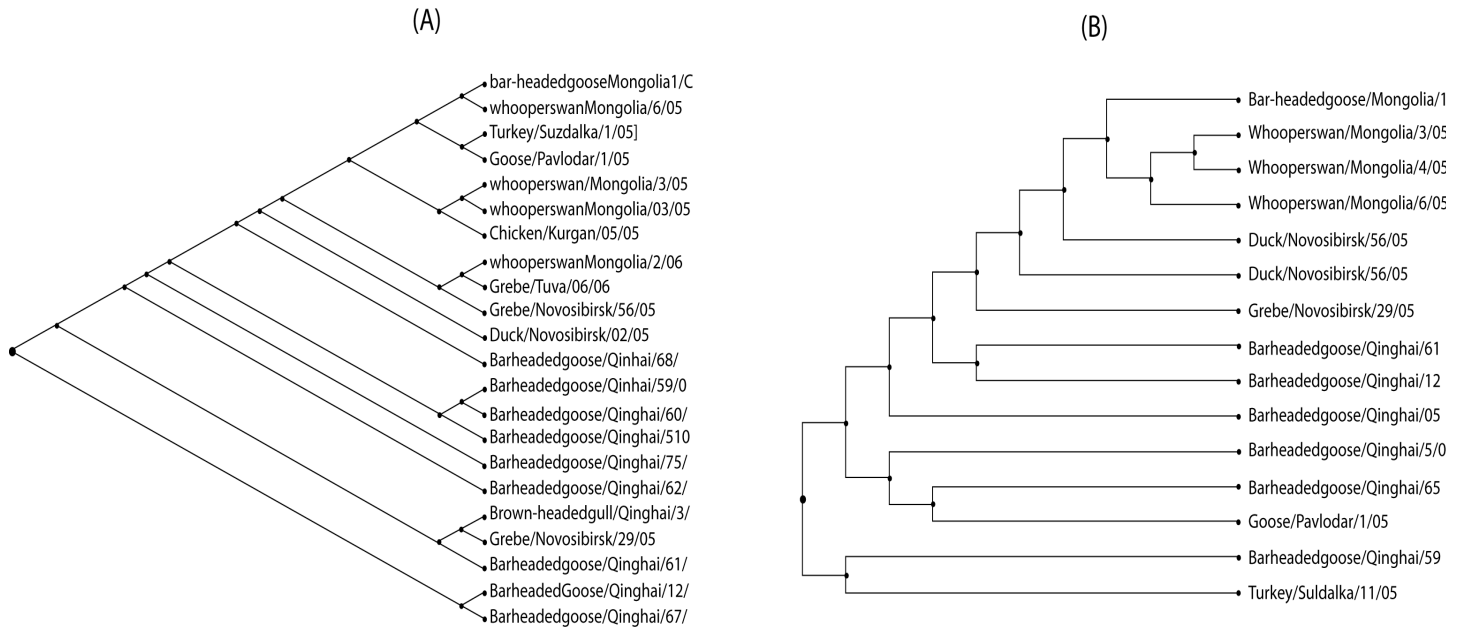 (A)
bar-headedgooseMongolia1/C
whooperswanMongolia/6/05
Turkey/Suzdalka/1/05]
Goose/Pavlodar/1/05
whooperswan/Mongolia/3/05
whooperswanMongolia/03/05
Chicken/Kurgan/05/05
whooperswanMongolia/2/06
Grebe/Tuva/06/06
Grebe/Novosibirsk/56/05
Duck/Novosibirsk/02/05
Barheadedgoose/Qinhai/68/
Barheadedgoose/Qinhai/59/0
Barheadedgoose/Qinghai/60/
Barheadedgoose/Qinghai/510
Barheadedgoose/Qinghai/75/
Barheadedgoose/Qinghai/62/
Brown-headedgull/Qinghai/3/
Grebe/Novosibirsk/29/05
Barheadedgoose/Qinghai/61/
BarheadedGoose/Qinghai/12/
Barheadedgoose/Qinghai/67/
(B)
Bar-headedgoose/Mongolia/1
Whooperswan/Mongolia/3/05
Whooperswan/Mongolia/4/05
Whooperswan/Mongolia/6/05
Duck/Novosibirsk/56/05
Duck/Novosibirsk/56/05
Grebe/Novosibirsk/29/05
Barheadedgoose/Qinghai/61
Barheadedgoose/Qinghai/12
Barheadedgoose/Qinghai/05
Barheadedgoose/Qinghai/5/0
Barheadedgoose/Qinghai/65
Goose/Pavlodar/1/05
Barheadedgoose/Qinghai/59
Turkey/Suldalka/11/05